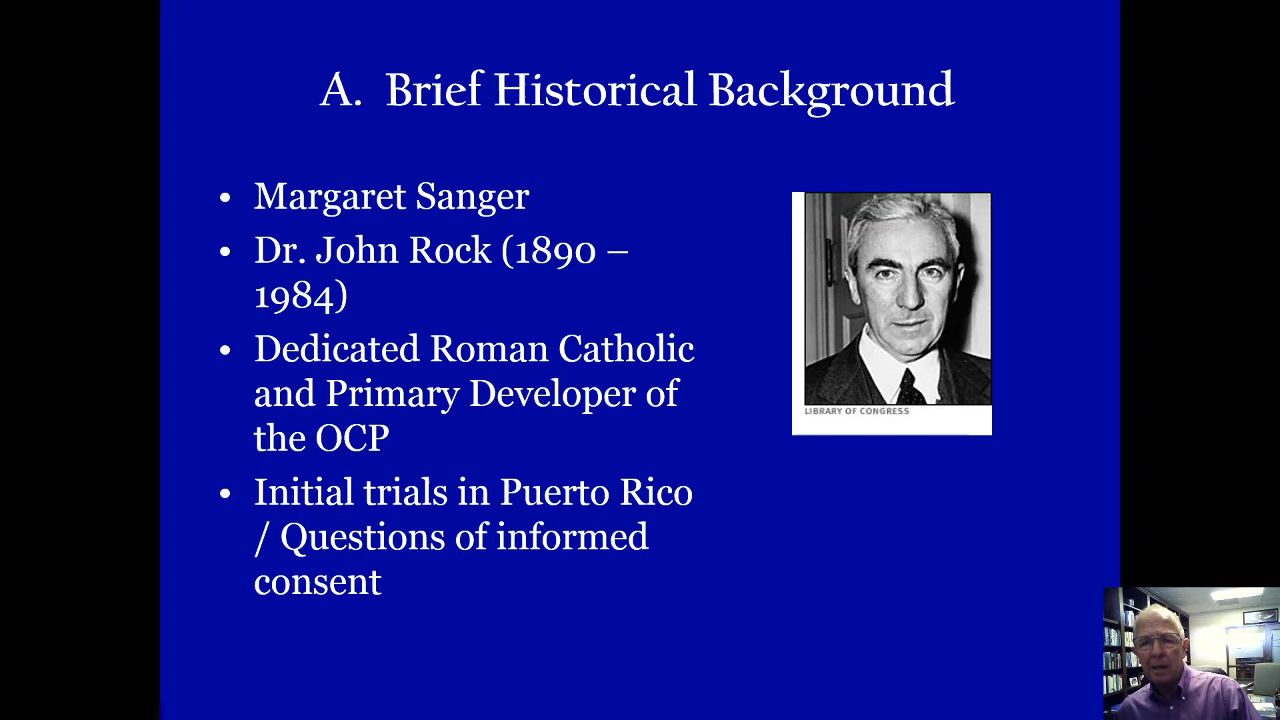 A. Brief Historical Background
• Margaret Sanger
• Dr. John Rock (1890 –
1984)
• Dedicated Roman Catholic
and Primary Developer of
the OCP
• Initial trials in Puerto Rico
/ Questions of informed
consent
LIBRARY OF CONGRESS